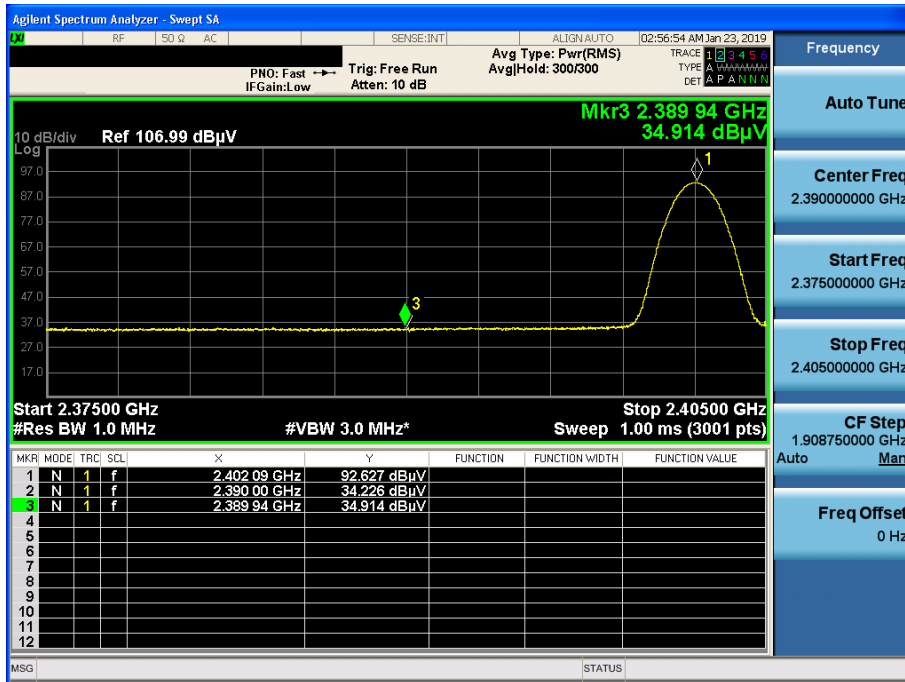 Agilent Spectrum Analyzer - Swept SA
LXI RF 50 Ω AC SENSE:INT ALIGN AUTO 02:56:54 AM Jan 23, 2019
PNO: Fast
IFGain:Low
Trig: Free Run
Atten: 10 dB
Avg Type: Pwr(RMS)
Avg|Hold: 300/300
TRACE 1 2 3 4 5 6
TYPE A WWWWW
DET A P A N N N
Mkr3 2.389 94 GHz
34.914 dBµV
10 dB/div Ref 106.99 dBµV
Log
97.0
87.0
77.0
67.0
57.0
47.0
37.0
27.0
17.0
1
3
Start 2.37500 GHz Stop 2.40500 GHz
#Res BW 1.0 MHz #VBW 3.0 MHz* Sweep 1.00 ms (3001 pts)
MKR MODE TRC SCL X Y FUNCTION FUNCTION WIDTH FUNCTION VALUE
1 N 1 f 2.402 09 GHz 92.627 dBµV
2 N 1 f 2.390 00 GHz 34.226 dBµV
3 N 1 f 2.389 94 GHz 34.914 dBµV
4
5
6
7
8
9
10
11
12
MSG STATUS
Frequency
Auto Tune
Center Freq
2.390000000 GHz
Start Freq
2.375000000 GHz
Stop Freq
2.405000000 GHz
CF Step
1.908750000 GHz
Auto Man
Freq Offset
0 Hz